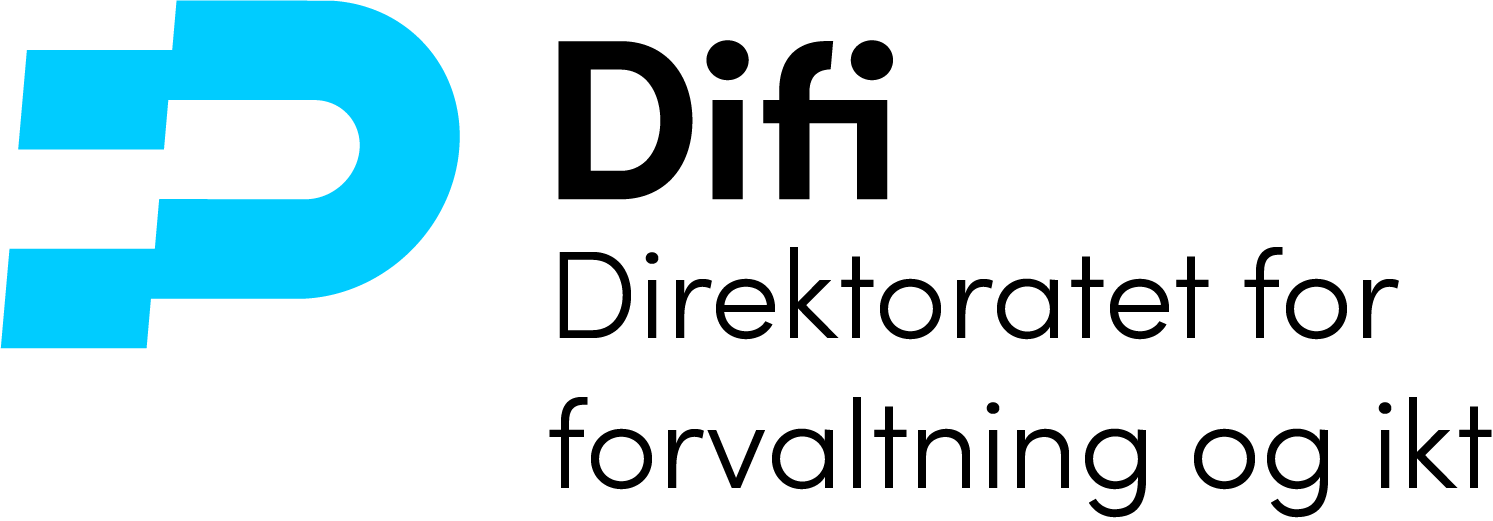 Difi
Direktoratet for
forvaltning og ikt